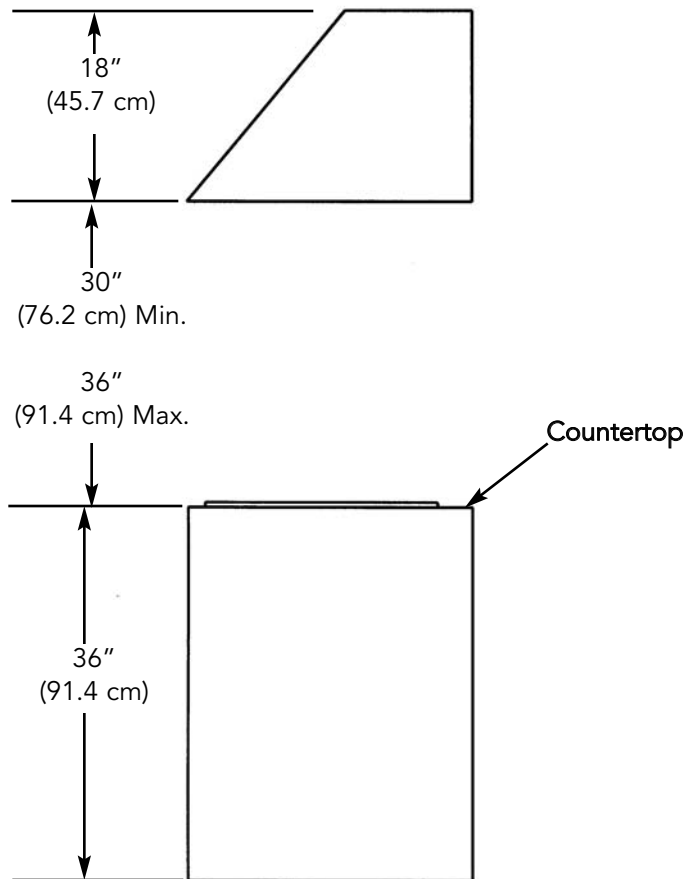 18″
(45.7 cm)
30″
(76.2 cm) Min.
36″
(91.4 cm) Max.
Countertop
36″
(91.4 cm)